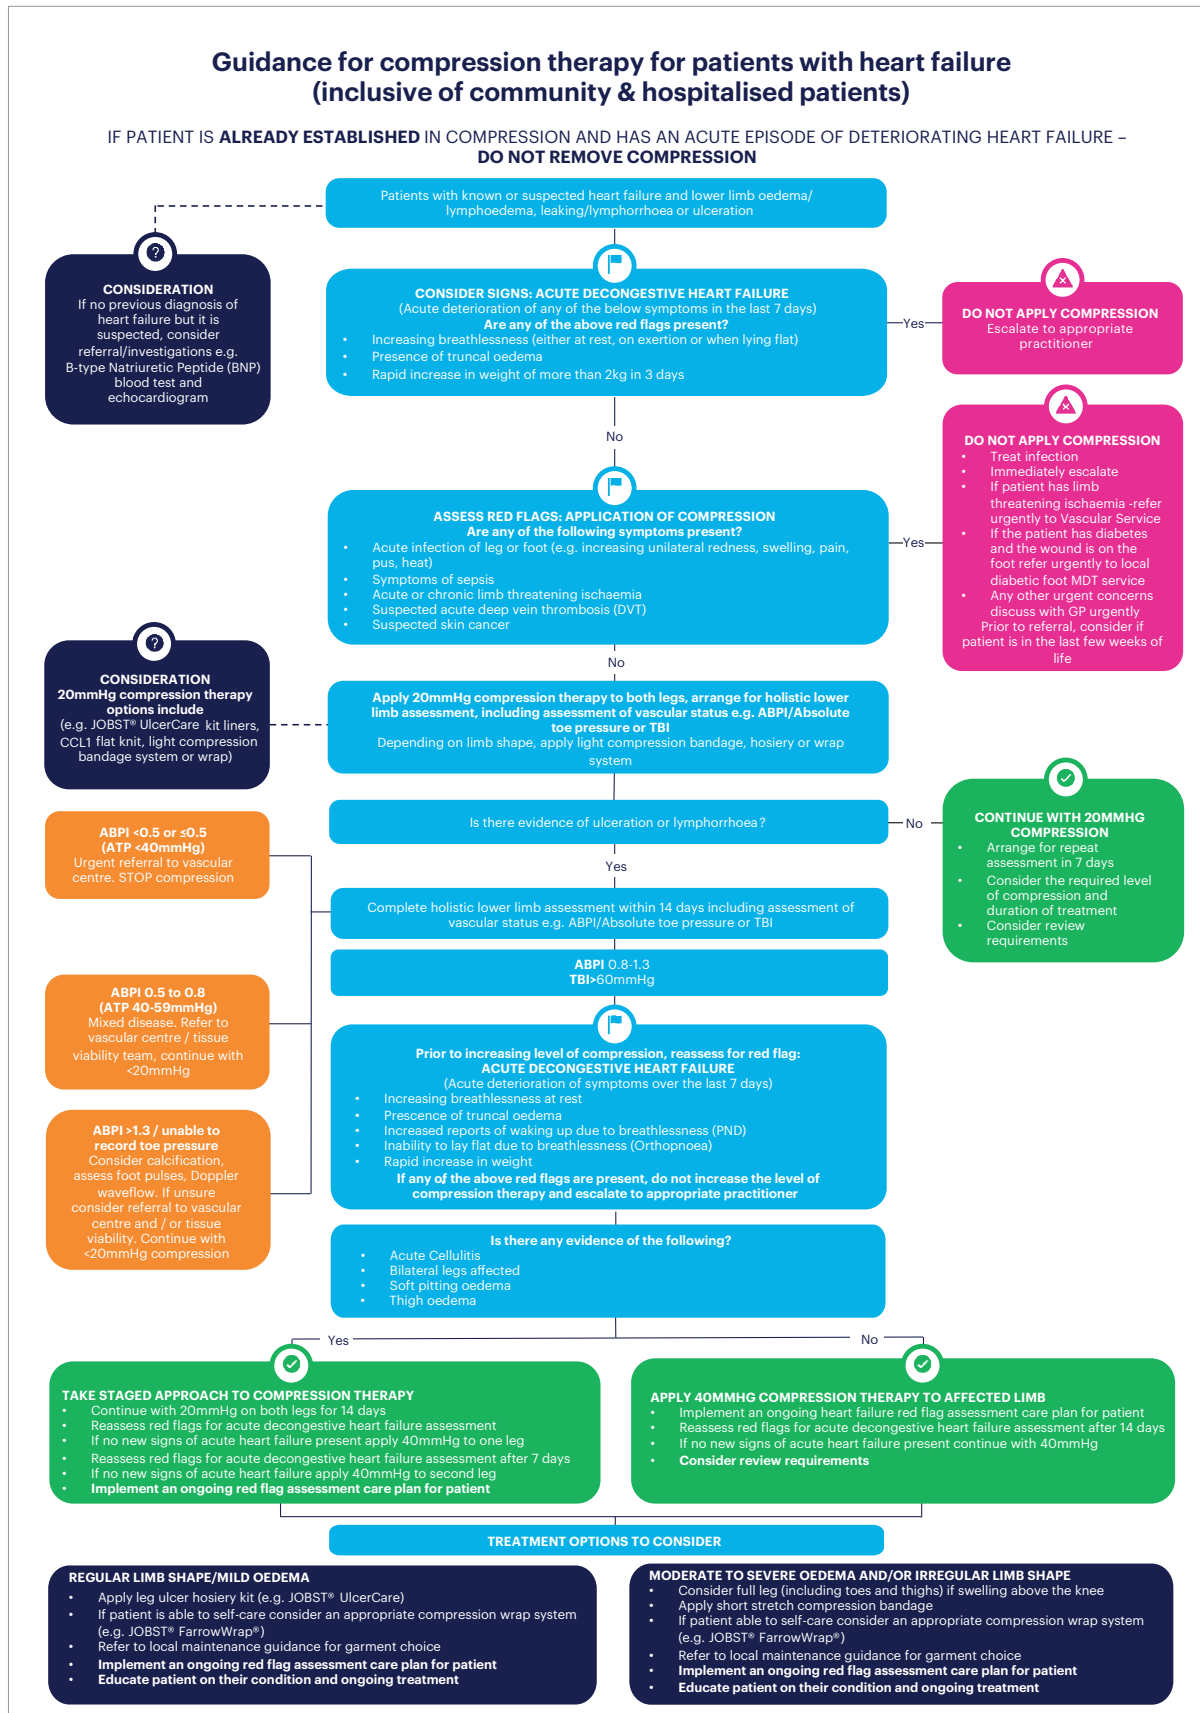 Guidance for compression therapy for patients with heart failure
(inclusive of community & hospitalised patients)
IF PATIENT IS ALREADY ESTABLISHED IN COMPRESSION AND HAS AN ACUTE EPISODE OF DETERIORATING HEART FAILURE –
DO NOT REMOVE COMPRESSION
Patients with known or suspected heart failure and lower limb oedema/
lymphoedema, leaking/lymphorrhoea or ulceration
?
CONSIDERATION
If no previous diagnosis of
heart failure but it is
suspected, consider
referral/investigations e.g.
B-type Natriuretic Peptide (BNP)
blood test and
echocardiogram
CONSIDER SIGNS: ACUTE DECONGESTIVE HEART FAILURE
(Acute deterioration of any of the below symptoms in the last 7 days)
Are any of the above red flags present?
• Increasing breathlessness (either at rest, on exertion or when lying flat)
• Presence of truncal oedema
• Rapid increase in weight of more than 2kg in 3 days
Yes
DO NOT APPLY COMPRESSION
Escalate to appropriate
practitioner
No
ASSESS RED FLAGS: APPLICATION OF COMPRESSION
Are any of the following symptoms present?
• Acute infection of leg or foot (e.g. increasing unilateral redness, swelling, pain,
pus, heat)
• Symptoms of sepsis
• Acute or chronic limb threatening ischaemia
• Suspected acute deep vein thrombosis (DVT)
• Suspected skin cancer
Yes
DO NOT APPLY COMPRESSION
• Treat infection
• Immediately escalate
• If patient has limb
threatening ischaemia -refer
urgently to Vascular Service
• If the patient has diabetes
and the wound is on the
foot refer urgently to local
diabetic foot MDT service
• Any other urgent concerns
discuss with GP urgently
Prior to referral, consider if
patient is in the last few weeks of
life
No
?
CONSIDERATION
20mmHg compression therapy
options include
(e.g. JOBST® UlcerCare kit liners,
CCL1 flat knit, light compression
bandage system or wrap)
Apply 20mmHg compression therapy to both legs, arrange for holistic lower
limb assessment, including assessment of vascular status e.g. ABPI/Absolute
toe pressure or TBI
Depending on limb shape, apply light compression bandage, hosiery or wrap
system
Is there evidence of ulceration or lymphorrhoea?
No
CONTINUE WITH 20MMHG
COMPRESSION
• Arrange for repeat
assessment in 7 days
• Consider the required level
of compression and
duration of treatment
• Consider review
requirements
Yes
ABPI <0.5 or ≤0.5
(ATP <40mmHg)
Urgent referral to vascular
centre. STOP compression
Complete holistic lower limb assessment within 14 days including assessment of
vascular status e.g. ABPI/Absolute toe pressure or TBI
ABPI 0.8-1.3
TBI>60mmHg
ABPI 0.5 to 0.8
(ATP 40-59mmHg)
Mixed disease. Refer to
vascular centre / tissue
viability team, continue with
<20mmHg
Prior to increasing level of compression, reassess for red flag:
ACUTE DECONGESTIVE HEART FAILURE
(Acute deterioration of symptoms over the last 7 days)
• Increasing breathlessness at rest
• Prescence of truncal oedema
• Increased reports of waking up due to breathlessness (PND)
• Inability to lay flat due to breathlessness (Orthopnoea)
• Rapid increase in weight
If any of the above red flags are present, do not increase the level of
compression therapy and escalate to appropriate practitioner
ABPI >1.3 / unable to
record toe pressure
Consider calcification,
assess foot pulses, Doppler
waveflow. If unsure
consider referral to vascular
centre and / or tissue
viability. Continue with
<20mmHg compression
Is there any evidence of the following?
• Acute Cellulitis
• Bilateral legs affected
• Soft pitting oedema
• Thigh oedema
Yes
No
TAKE STAGED APPROACH TO COMPRESSION THERAPY
• Continue with 20mmHg on both legs for 14 days
• Reassess red flags for acute decongestive heart failure assessment
• If no new signs of acute heart failure present apply 40mmHg to one leg
• Reassess red flags for acute decongestive heart failure assessment after 7 days
• If no new signs of acute heart failure apply 40mmHg to second leg
• Implement an ongoing red flag assessment care plan for patient
APPLY 40MMHG COMPRESSION THERAPY TO AFFECTED LIMB
• Implement an ongoing heart failure red flag assessment care plan for patient
• Reassess red flags for acute decongestive heart failure assessment after 14 days
• If no new signs of acute heart failure present continue with 40mmHg
• Consider review requirements
TREATMENT OPTIONS TO CONSIDER
REGULAR LIMB SHAPE/MILD OEDEMA
• Apply leg ulcer hosiery kit (e.g. JOBST® UlcerCare)
• If patient is able to self-care consider an appropriate compression wrap system
(e.g. JOBST® FarrowWrap®)
• Refer to local maintenance guidance for garment choice
• Implement an ongoing red flag assessment care plan for patient
• Educate patient on their condition and ongoing treatment
MODERATE TO SEVERE OEDEMA AND/OR IRREGULAR LIMB SHAPE
• Consider full leg (including toes and thighs) if swelling above the knee
• Apply short stretch compression bandage
• If patient able to self-care consider an appropriate compression wrap system
(e.g. JOBST® FarrowWrap®)
• Refer to local maintenance guidance for garment choice
• Implement an ongoing red flag assessment care plan for patient
• Educate patient on their condition and ongoing treatment